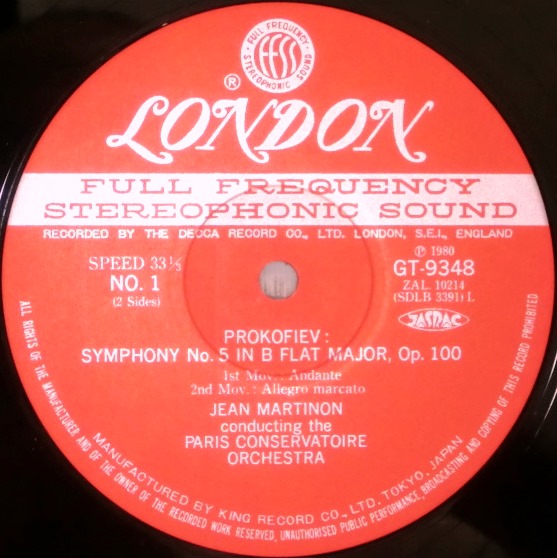 FULL FREQUENCY
FFSS
STEREOPHONIC SOUND
®
LONDON
FULL FREQUENCY
STEREOPHONIC SOUND
RECORDED BY THE DECCA RECORD CO., LTD. LONDON, S.E.I., ENGLAND
SPEED 33⅓
NO. 1
(2 Sides)
℗ 1980
GT-9348
ZAL. 10214
(SDLB 3391) L
JASRAC
PROKOFIEV :
SYMPHONY No. 5 IN B FLAT MAJOR, Op. 100
1st Mov. : Andante
2nd Mov. : Allegro marcato
JEAN MARTINON
conducting the
PARIS CONSERVATOIRE
ORCHESTRA
MANUFACTURED BY KING RECORD CO., LTD. TOKYO, JAPAN
ALL RIGHTS OF THE MANUFACTURER AND OF THE OWNER OF THE RECORDED WORK RESERVED, UNAUTHORISED PUBLIC PERFORMANCE, BROADCASTING AND COPYING OF THIS RECORD PROHIBITED